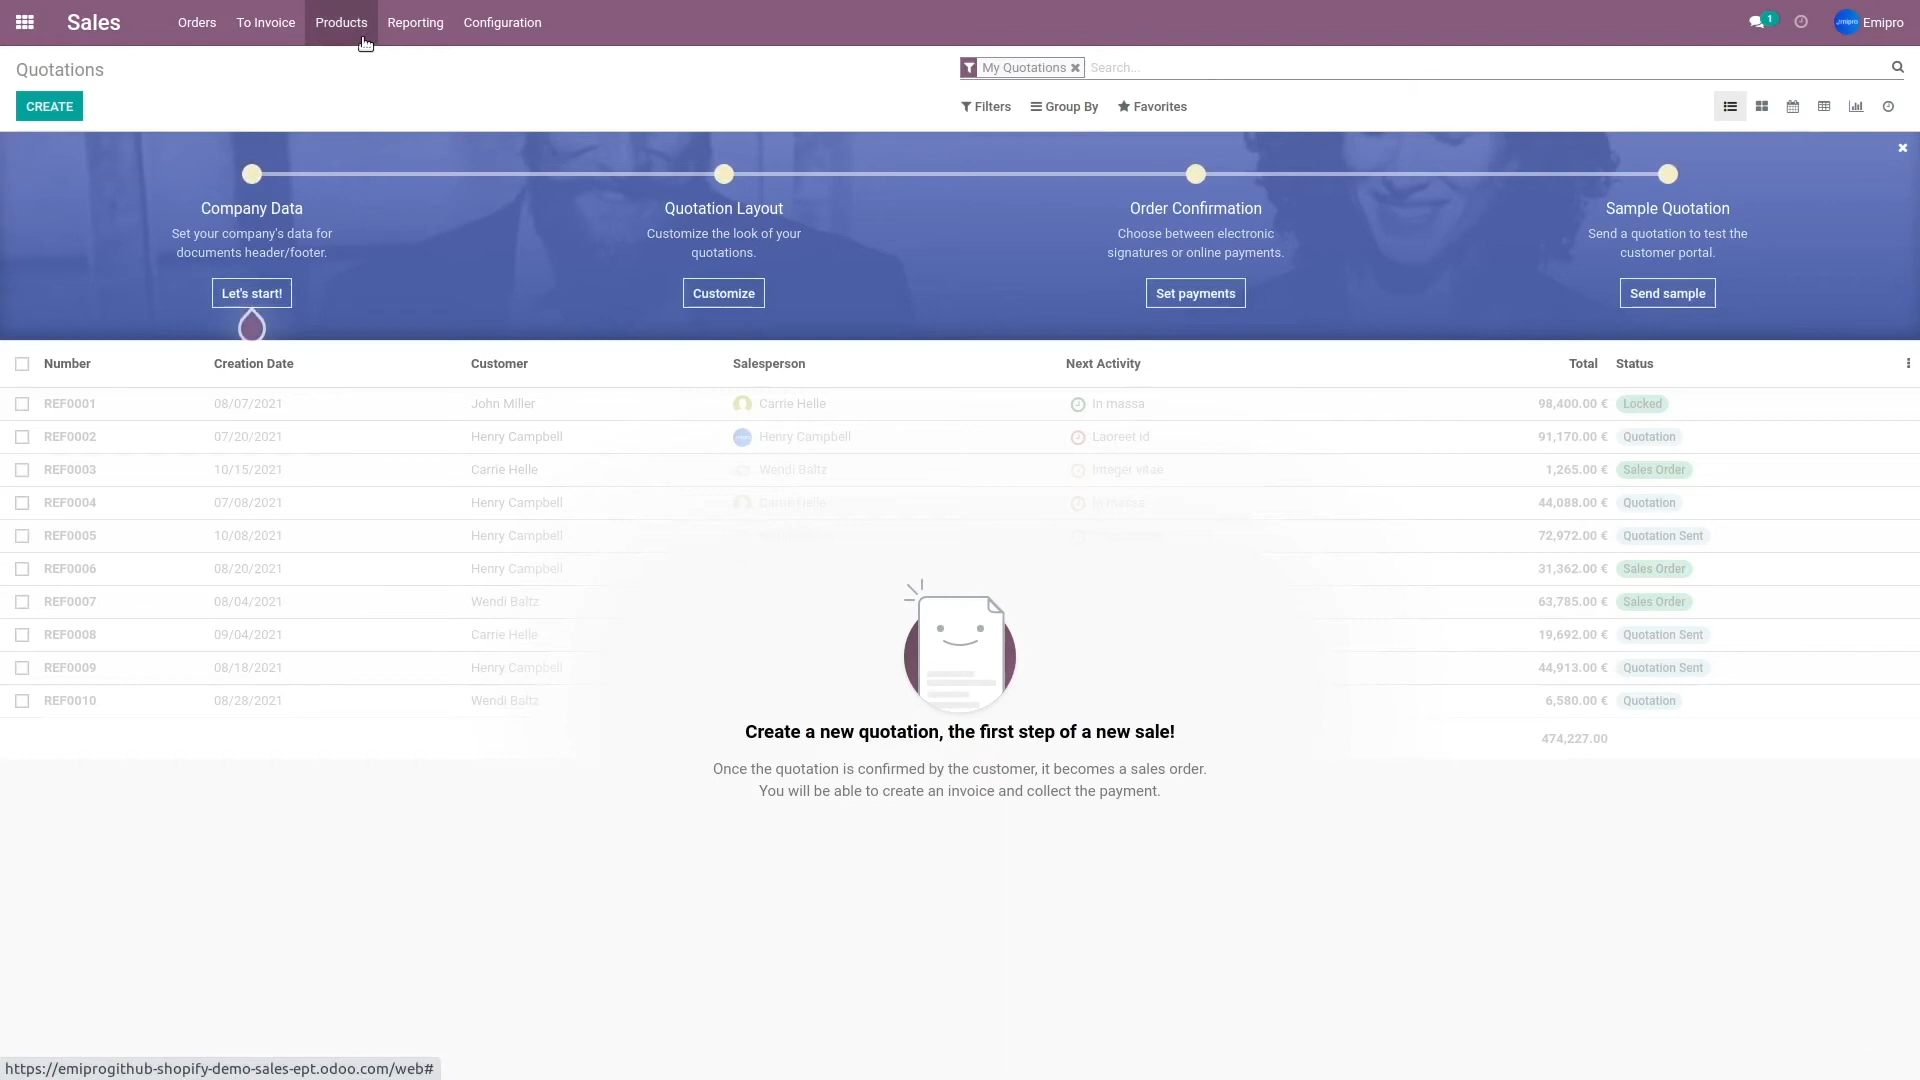 Sales
Orders
To Invoice
Products
Reporting
Configuration
1
Emipro
Quotations
My Quotations
Search...
CREATE
Filters
Group By
Favorites
Company Data
Set your company's data for
documents header/footer.
Let's start!
Quotation Layout
Customize the look of your
quotations.
Customize
Order Confirmation
Choose between electronic
signatures or online payments.
Set payments
Sample Quotation
Send a quotation to test the
customer portal.
Send sample
Number Creation Date Customer Salesperson Next Activity Total Status
REF0001 08/07/2021 John Miller Carrie Helle In massa 98,400.00 € Locked
REF0002 07/20/2021 Henry Campbell Henry Campbell Laoreet id 91,170.00 € Quotation
REF0003 10/15/2021 Carrie Helle Wendi Baltz Integer vitae 1,265.00 € Sales Order
REF0004 07/08/2021 Henry Campbell Carrie Helle In massa 44,088.00 € Quotation
REF0005 10/08/2021 Henry Campbell 72,972.00 € Quotation Sent
REF0006 08/20/2021 Henry Campbell 31,362.00 € Sales Order
REF0007 08/04/2021 Wendi Baltz 63,785.00 € Sales Order
REF0008 09/04/2021 Carrie Helle 19,692.00 € Quotation Sent
REF0009 08/18/2021 Henry Campbell 44,913.00 € Quotation Sent
REF0010 08/28/2021 Wendi Baltz 6,580.00 € Quotation
474,227.00
Create a new quotation, the first step of a new sale!
Once the quotation is confirmed by the customer, it becomes a sales order.
You will be able to create an invoice and collect the payment.
https://emiprogithub-shopify-demo-sales-ept.odoo.com/web#